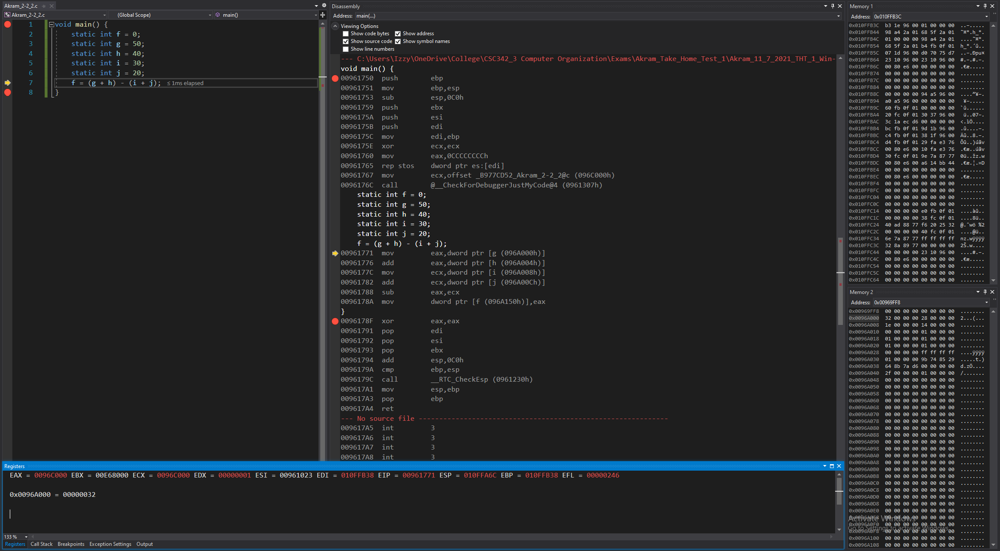 Akram_2-2_2.c
Akram_2-2_2.c (Global Scope) main()
1 void main() {
2 static int f = 0;
3 static int g = 50;
4 static int h = 40;
5 static int i = 30;
6 static int j = 20;
7 f = (g + h) - (i + j); ≤ 1ms elapsed
8 }
Disassembly
Address: main(...)
Viewing Options
Show code bytes Show address
Show source code Show symbol names
Show line numbers
--- C:\Users\Izzy\OneDrive\College\CSC342_3 Computer Organization\Exams\Akram_Take_Home_Test_1\Akram_11_7_2021_THT_1_Win-
void main() {
00961750 push ebp
00961751 mov ebp,esp
00961753 sub esp,0C0h
00961759 push ebx
0096175A push esi
0096175B push edi
0096175C mov edi,ebp
0096175E xor ecx,ecx
00961760 mov eax,0CCCCCCCCh
00961765 rep stos dword ptr es:[edi]
00961767 mov ecx,offset _B977CD52_Akram_2-2_2@c (096C000h)
0096176C call @__CheckForDebuggerJustMyCode@4 (0961307h)
static int f = 0;
static int g = 50;
static int h = 40;
static int i = 30;
static int j = 20;
f = (g + h) - (i + j);
00961771 mov eax,dword ptr [g (096A000h)]
00961776 add eax,dword ptr [h (096A004h)]
0096177C mov ecx,dword ptr [i (096A008h)]
00961782 add ecx,dword ptr [j (096A00Ch)]
00961788 sub eax,ecx
0096178A mov dword ptr [f (096A150h)],eax
}
0096178F xor eax,eax
00961791 pop edi
00961792 pop esi
00961793 pop ebx
00961794 add esp,0C0h
0096179A cmp ebp,esp
0096179C call __RTC_CheckEsp (0961230h)
009617A1 mov esp,ebp
009617A3 pop ebp
009617A4 ret
--- No source file -------------------------------------------------------------
009617A5 int 3
009617A6 int 3
009617A7 int 3
009617A8 int 3
Memory 1
Address: 0x010FFB3C
0x010FFB3C b3 1e 96 00 01 00 00 00 ..–.....
0x010FFB44 98 a4 2a 01 68 5f 2a 01 ˜¤*.h_*.
0x010FFB4C 01 00 00 00 98 a4 2a 01 ....˜¤*.
0x010FFB54 68 5f 2a 01 b4 fb 0f 01 h_*.´û..
0x010FFB5C 07 1d 96 00 d0 70 75 d7 ..–.Ðpu×
0x010FFB64 23 10 96 00 23 10 96 00 #.–.#.–.
0x010FFB6C 00 80 e6 00 00 00 00 00 .€æ.....
0x010FFB74 00 00 00 00 00 00 00 00 ........
0x010FFB7C 00 00 00 00 00 00 00 00 ........
0x010FFB84 00 00 00 00 00 00 00 00 ........
0x010FFB8C 00 00 00 00 94 a5 96 00 ....”¥–.
0x010FFB94 a0 a5 96 00 00 00 00 00 ¥–.....
0x010FFB9C 60 fb 0f 01 00 00 00 00 `û......
0x010FFBA4 20 fc 0f 01 30 37 96 00 ü..07–.
0x010FFBAC 3c 1a ec d6 00 00 00 00 <.ìÖ....
0x010FFBB4 bc fb 0f 01 9d 1b 96 00 .û....–.
0x010FFBBC c4 fb 0f 01 38 1f 96 00 Äû..8.–.
0x010FFBC4 d4 fb 0f 01 29 fa e3 76 Ôû..)úãv
0x010FFBCC 00 80 e6 00 10 fa e3 76 .€æ..úãv
0x010FFBD4 30 fc 0f 01 9e 7a 87 77 0ü..žz.w
0x010FFBDC 00 80 e6 00 a6 14 bb 44 .€æ.¦.»D
0x010FFBE4 00 00 00 00 00 00 00 00 ........
0x010FFBEC 00 80 e6 00 00 00 00 00 .€æ.....
0x010FFBF4 00 00 00 00 00 00 00 00 ........
0x010FFBFC 00 00 00 00 00 00 00 00 ........
0x010FFC04 00 00 00 00 00 00 00 00 ........
0x010FFC0C 00 00 00 00 00 00 00 00 ........
0x010FFC14 00 00 00 00 e0 fb 0f 01 ....àû..
0x010FFC1C 00 00 00 00 38 fc 0f 01 ....8ü..
0x010FFC24 40 ad 88 77 f6 20 25 32 @.ˆwö %2
0x010FFC2C 00 00 00 00 40 fc 0f 01 ....@ü..
0x010FFC34 6e 7a 87 77 ff ff ff ff nz.wÿÿÿÿ
0x010FFC3C 32 8a 89 77 00 00 00 00 2Š.w....
0x010FFC44 00 00 00 00 23 10 96 00 ....#.–.
0x010FFC4C 00 80 e6 00 00 00 00 00 .€æ.....
0x010FFC54 00 00 00 00 00 00 00 00 ........
0x010FFC5C 00 00 00 00 00 00 00 00 ........
0x010FFC64 00 00 00 00 00 00 00 00 ........
Memory 2
Address: 0x00969FF8
0x00969FF8 00 00 00 00 00 00 00 00 ........
0x0096A000 32 00 00 00 28 00 00 00 2...(...
0x0096A008 1e 00 00 00 14 00 00 00 ........
0x0096A010 00 00 00 00 01 00 00 00 ........
0x0096A018 01 00 00 00 01 00 00 00 ........
0x0096A020 01 00 00 00 01 00 00 00 ........
0x0096A028 00 00 00 00 ff ff ff ff ....ÿÿÿÿ
0x0096A030 01 00 00 00 9b 74 85 29 .....t.)
0x0096A038 64 8b 7a d6 00 00 00 00 d.zÖ....
0x0096A040 2f 00 00 00 01 00 00 00 /.......
0x0096A048 00 00 00 00 00 00 00 00 ........
0x0096A050 00 00 00 00 00 00 00 00 ........
0x0096A058 00 00 00 00 00 00 00 00 ........
0x0096A060 00 00 00 00 00 00 00 00 ........
0x0096A068 00 00 00 00 00 00 00 00 ........
0x0096A070 00 00 00 00 00 00 00 00 ........
0x0096A078 00 00 00 00 00 00 00 00 ........
0x0096A080 00 00 00 00 00 00 00 00 ........
0x0096A088 00 00 00 00 00 00 00 00 ........
0x0096A090 00 00 00 00 00 00 00 00 ........
0x0096A098 00 00 00 00 00 00 00 00 ........
0x0096A0A0 00 00 00 00 00 00 00 00 ........
0x0096A0A8 00 00 00 00 00 00 00 00 ........
0x0096A0B0 00 00 00 00 00 00 00 00 ........
0x0096A0B8 00 00 00 00 00 00 00 00 ........
0x0096A0C0 00 00 00 00 00 00 00 00 ........
0x0096A0C8 00 00 00 00 00 00 00 00 ........
0x0096A0D0 00 00 00 00 00 00 00 00 ........
0x0096A0D8 00 00 00 00 00 00 00 00 ........
0x0096A0E0 00 00 00 00 00 00 00 00 ........
0x0096A0E8 00 00 00 00 00 00 00 00 ........
0x0096A0F0 00 00 00 00 00 00 00 00 ........
0x0096A0F8 00 00 00 00 00 00 00 00 ........
0x0096A100 00 00 00 00 00 00 00 00 ........
0x0096A108 00 00 00 00 00 00 00 00 ........
Activate Windows
Go to Settings to activate Windows.
Registers
EAX = 0096C000 EBX = 00E68000 ECX = 0096C000 EDX = 00000001 ESI = 00961023 EDI = 010FFB38 EIP = 00961771 ESP = 010FFA6C EBP = 010FFB38 EFL = 00000246
0x0096A000 = 00000032
133 %
Registers Call Stack Breakpoints Exception Settings Output